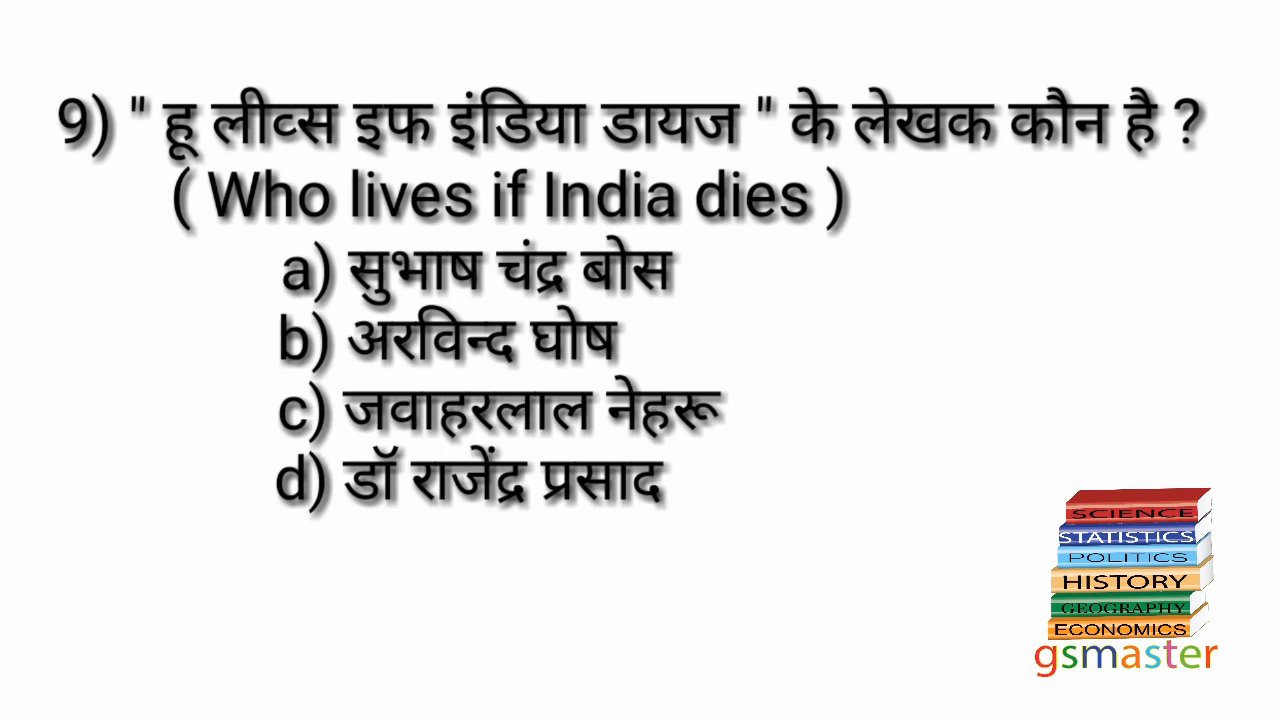 9) " हू लीव्स इफ इंडिया डायज " के लेखक कौन है ?
( Who lives if India dies )
a) सुभाष चंद्र बोस
b) अरविन्द घोष
c) जवाहरलाल नेहरू
d) डॉ राजेंद्र प्रसाद
SCIENCE
STATISTICS
POLITICS
HISTORY
GEOGRAPHY
ECONOMICS
gsmaster